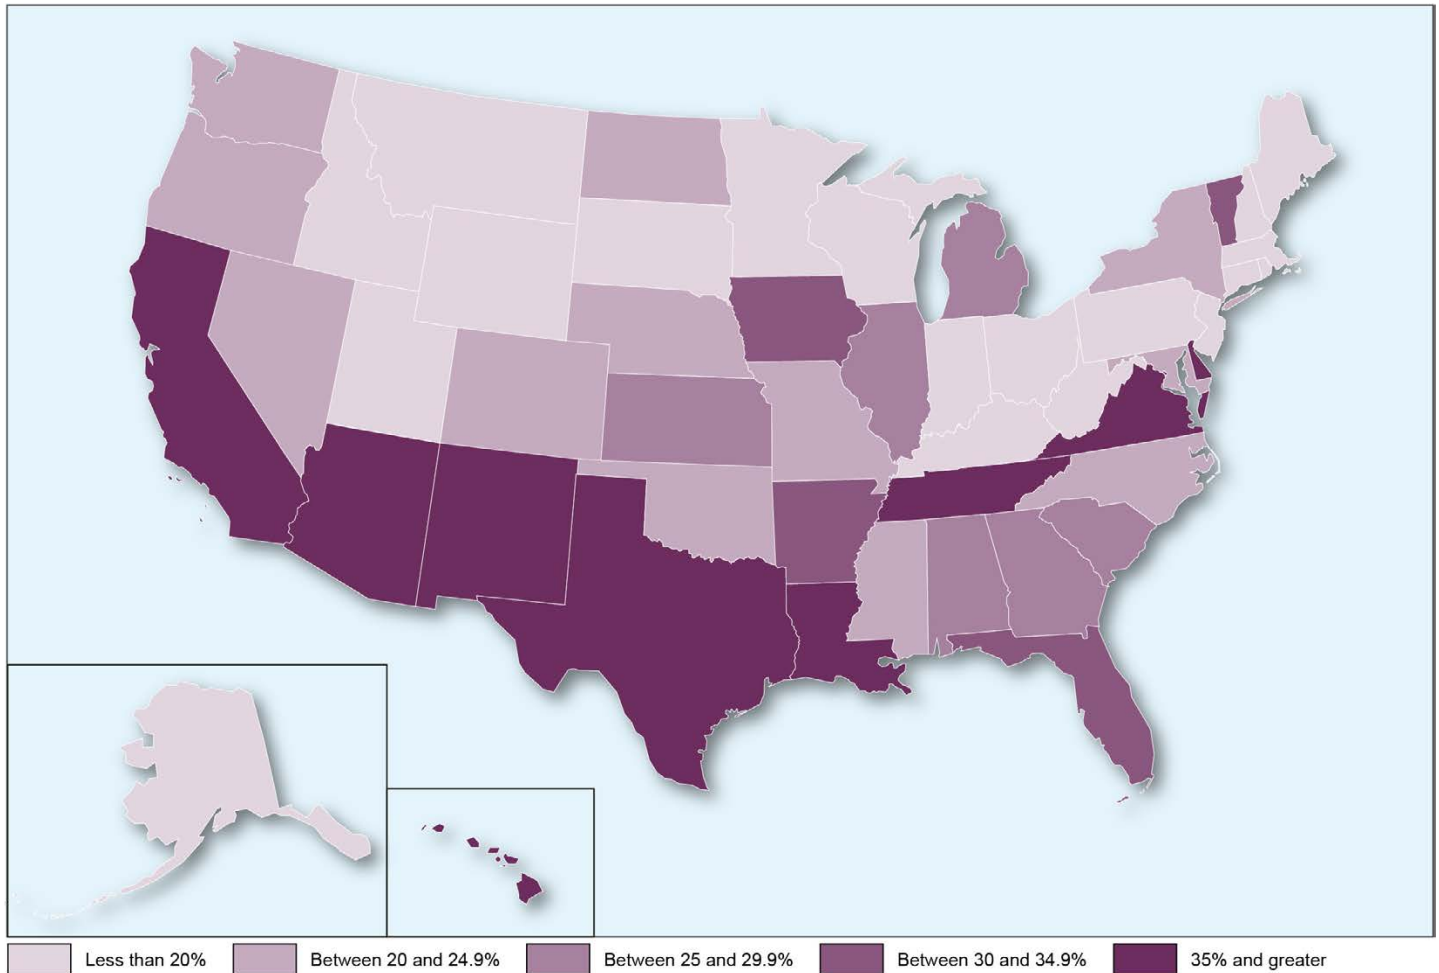 Less than 20%
Between 20 and 24.9%
Between 25 and 29.9%
Between 30 and 34.9%
35% and greater